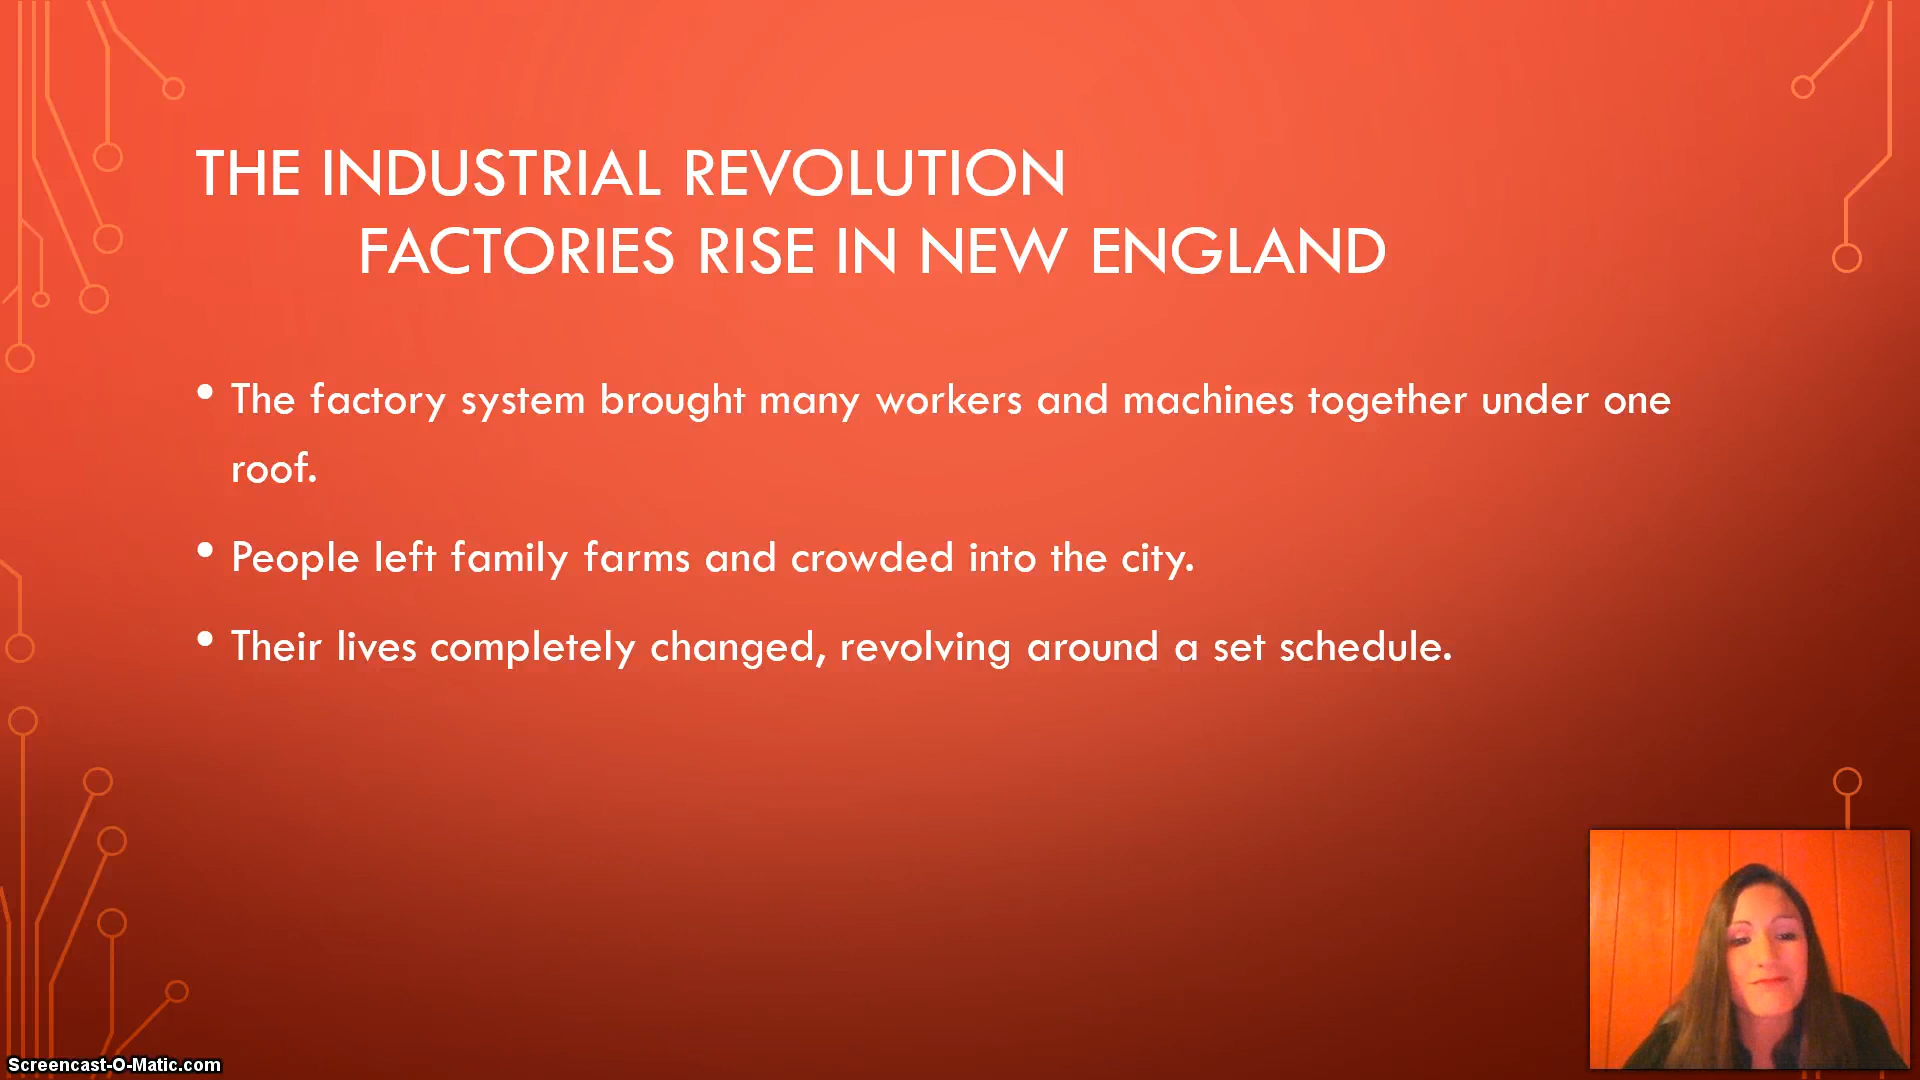 THE INDUSTRIAL REVOLUTION
FACTORIES RISE IN NEW ENGLAND
• The factory system brought many workers and machines together under one
roof.
• People left family farms and crowded into the city.
• Their lives completely changed, revolving around a set schedule.
Screencast-O-Matic.com